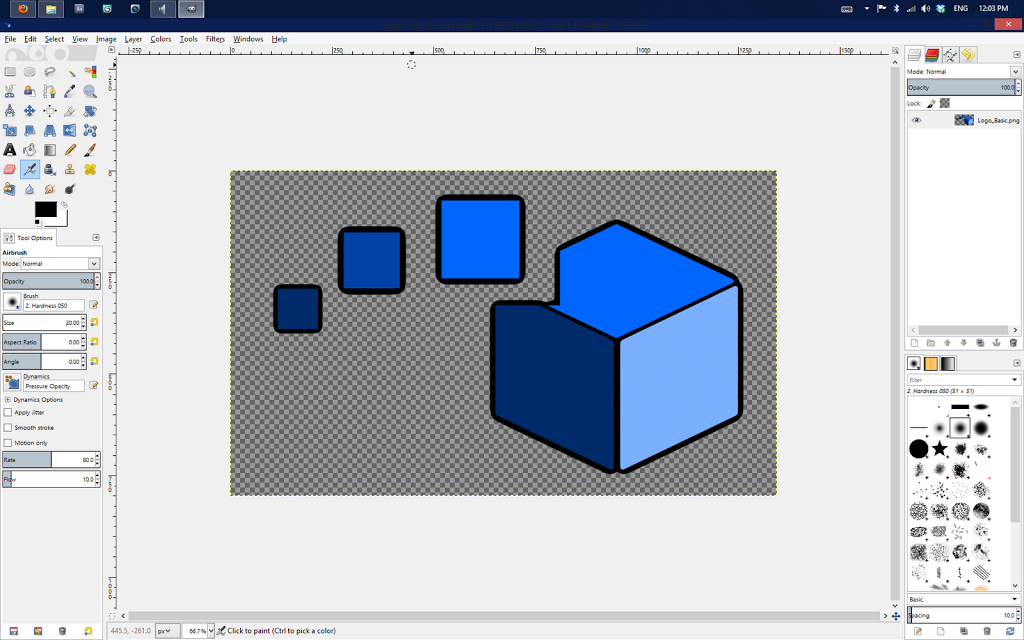 ENG 12:03 PM
File Edit Select View Image Layer Colors Tools Filters Windows Help
-250 0 250 500 750 1000 1250 1500
Mode: Normal
Opacity 100.0
Lock:
Logo_Basic.png
Tool Options
Airbrush
Mode: Normal
Opacity 100.0
Brush
2. Hardness 050
Size 20.00
Aspect Ratio 0.00
Angle 0.00
Dynamics
Pressure Opacity
Dynamics Options
Apply Jitter
Smooth stroke
Motion only
Rate 80.0
Flow 10.0
filter
2. Hardness 050 (51 × 51)
Basic.
Spacing 10.0
445.5, -261.0 px 66.7% Click to paint (Ctrl to pick a color)